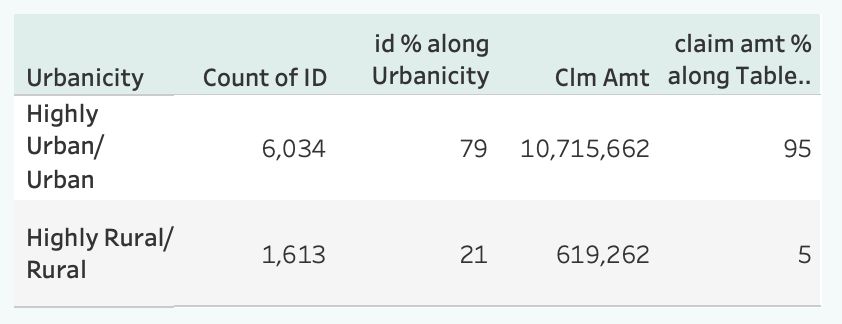 id % along claim amt %
Urbanicity Count of ID Urbanicity Clm Amt along Table..
Highly
Urban/ 6,034 79 10,715,662 95
Urban
Highly Rural/
Rural 1,613 21 619,262 5